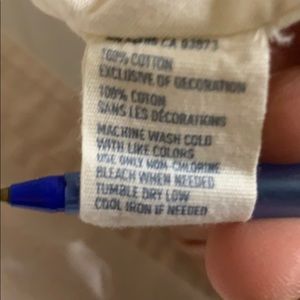 CA 93073
100% COTTON
EXCLUSIVE OF DECORATION
100% COTON
SANS LES DÉCORATIONS
MACHINE WASH COLD
WITH LIKE COLORS
USE ONLY NON-CHLORINE
BLEACH WHEN NEEDED
TUMBLE DRY LOW
COOL IRON IF NEEDED